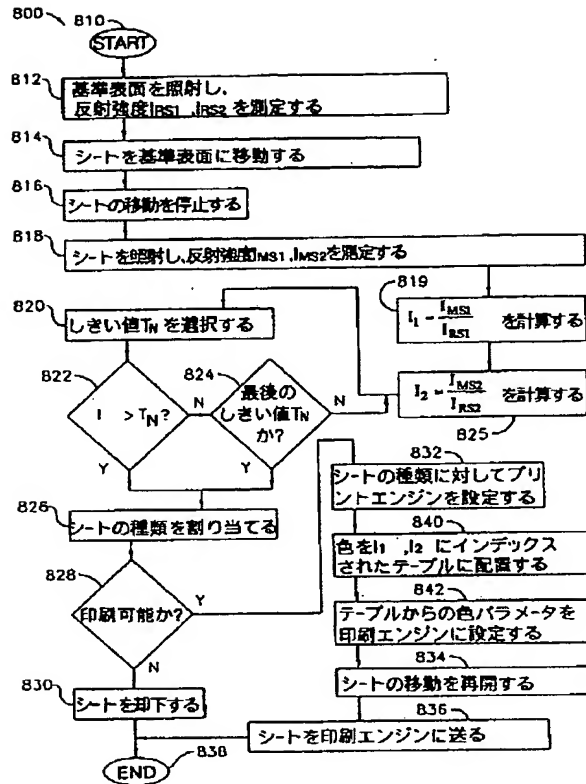 800
810
START
812
基準表面を照射し、
反射強度IRS1 ,IRS2 を測定する
814
シートを基準表面に移動する
816
シートの移動を停止する
818
シートを照射し、反射強度IMS1, IMS2を測定する
819
I1 = IMS1/IRS1 を計算する
820
しきい値TNを選択する
822
I > TN?
N
Y
824
最後の
しきい値TN
か?
N
Y
I2 = IMS2/IRS2 を計算する
825
826
シートの種類を割り当てる
828
印刷可能か?
Y
N
830
シートを却下する
832
シートの種類に対してプリ
ントエンジンを設定する
840
色をI1 ,I2 にインデックス
されたテーブルに配置する
842
テーブルからの色パラメータを
印刷エンジンに設定する
834
シートの移動を再開する
836
シートを印刷エンジンに送る
END
838